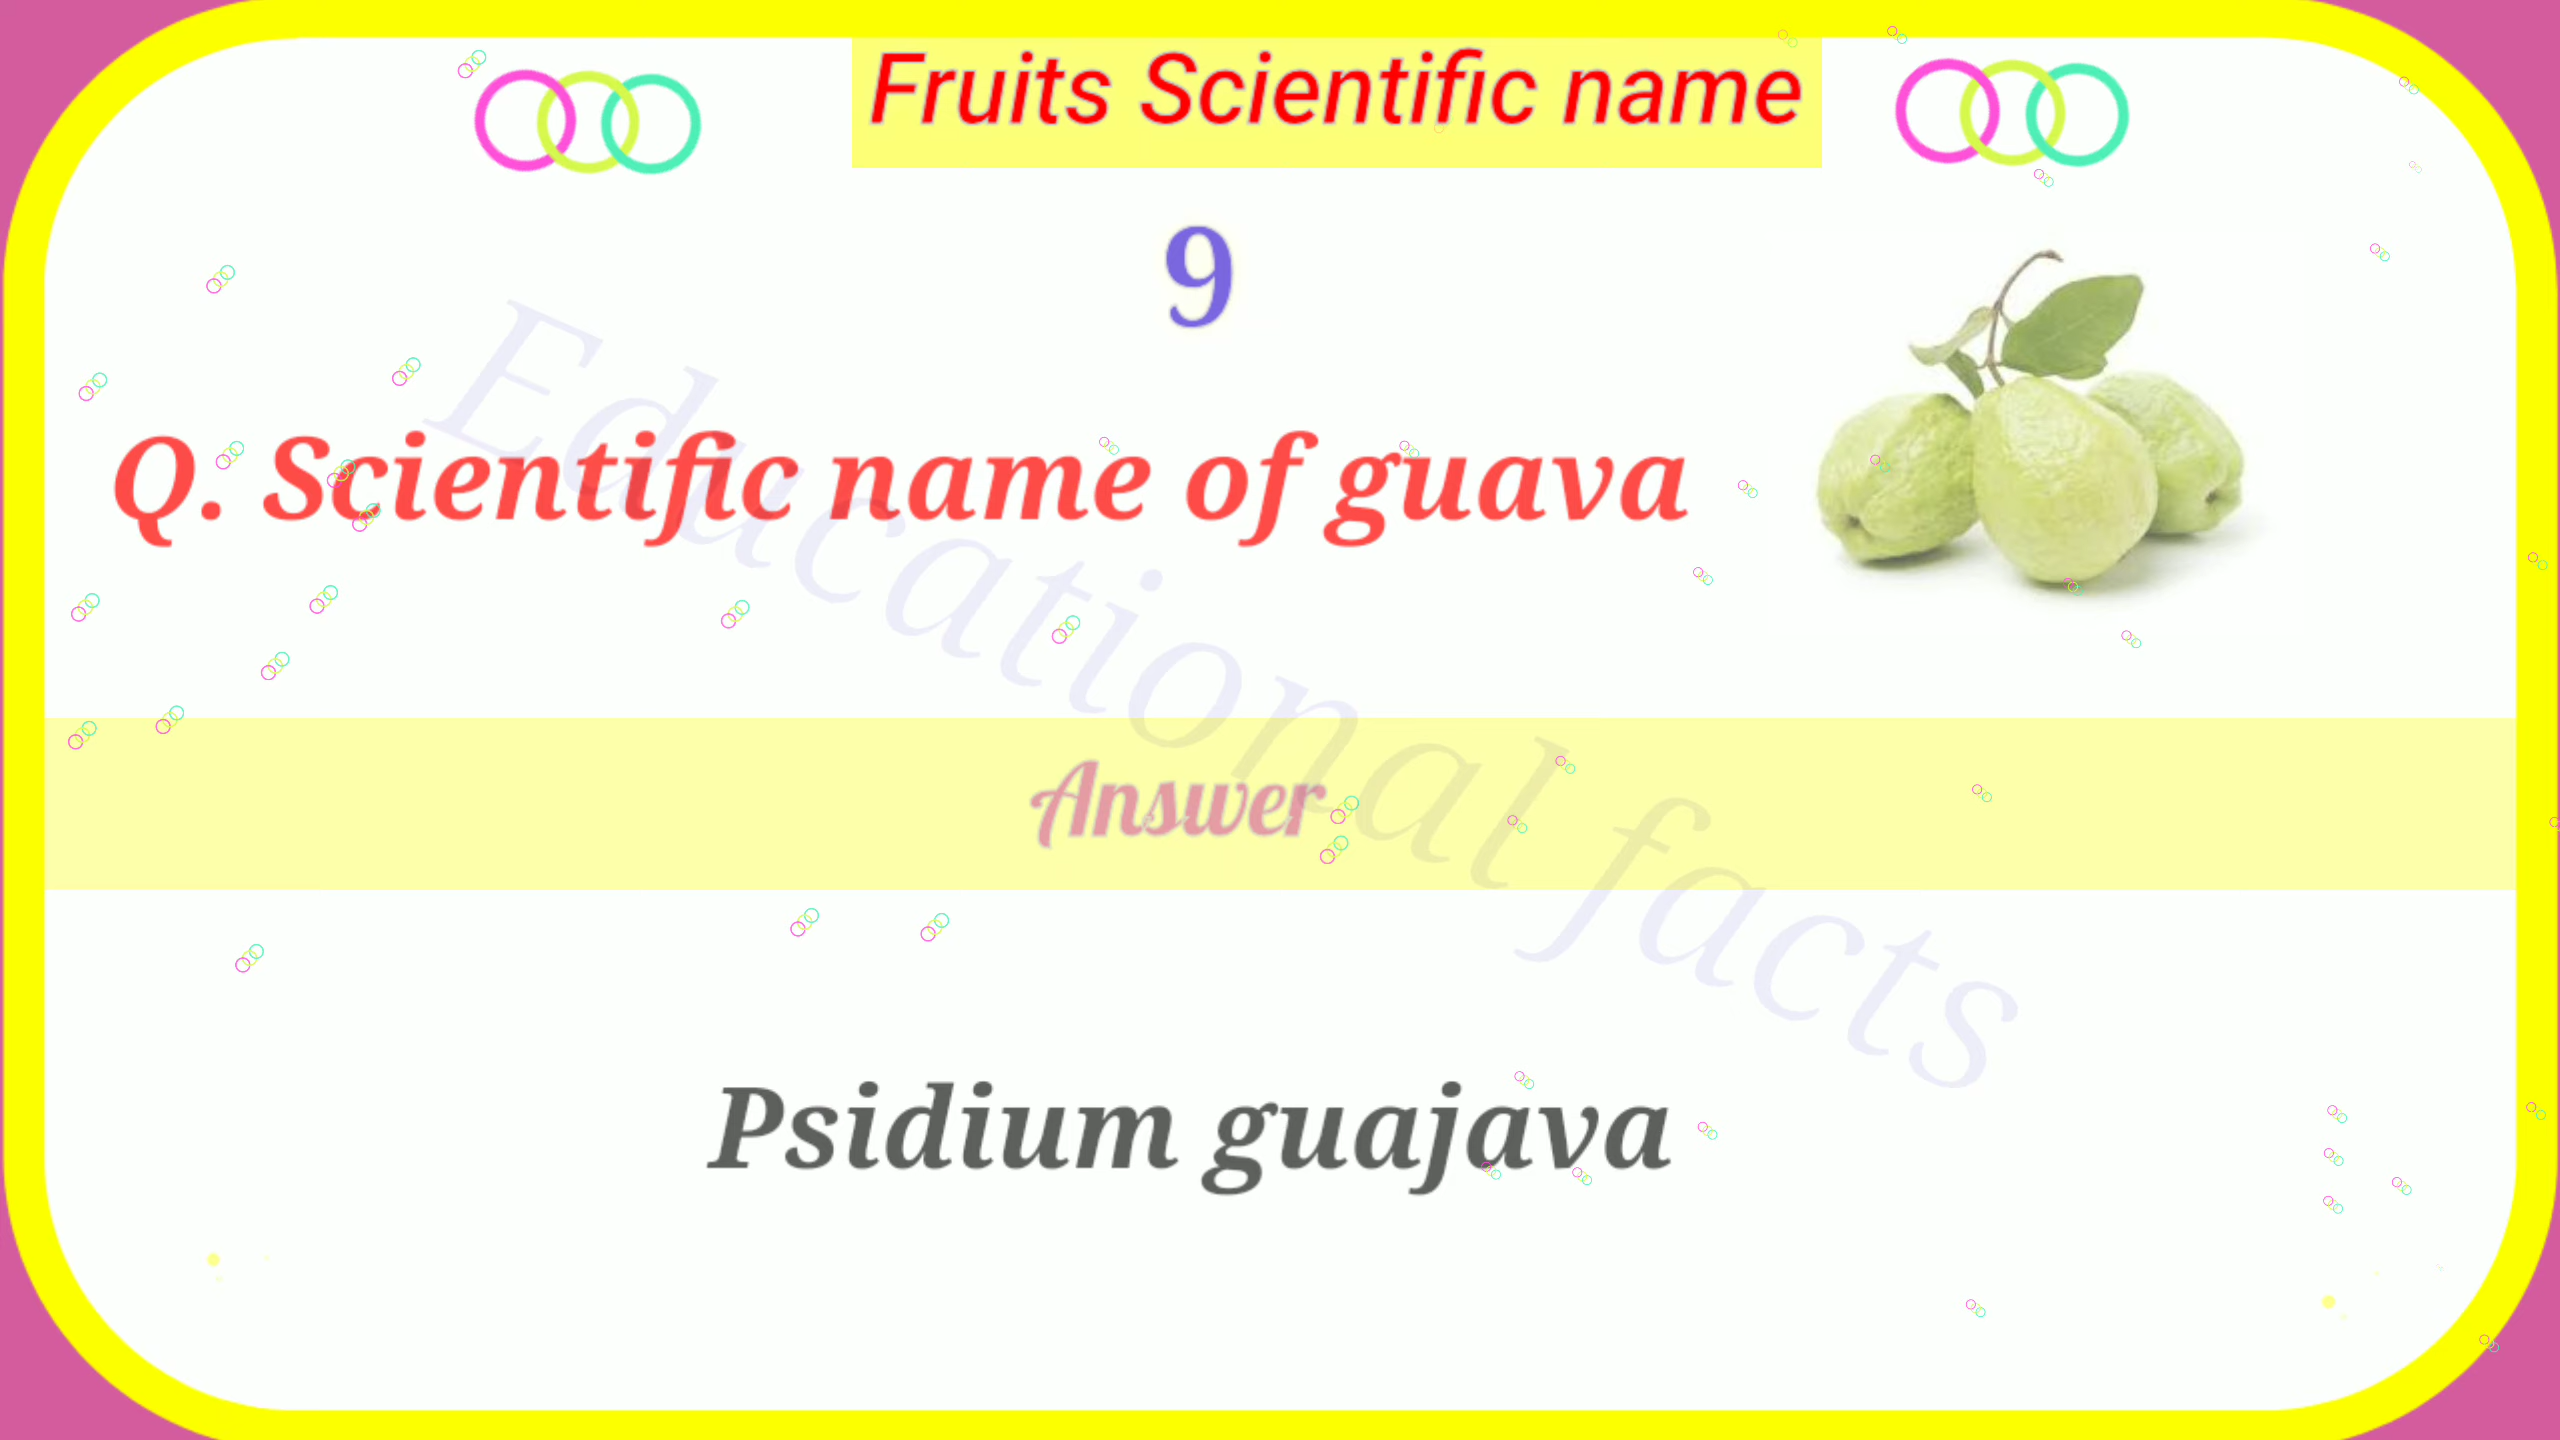 Fruits Scientific name
9
Q. Scientific name of guava
Educational facts
Answer
Psidium guajava